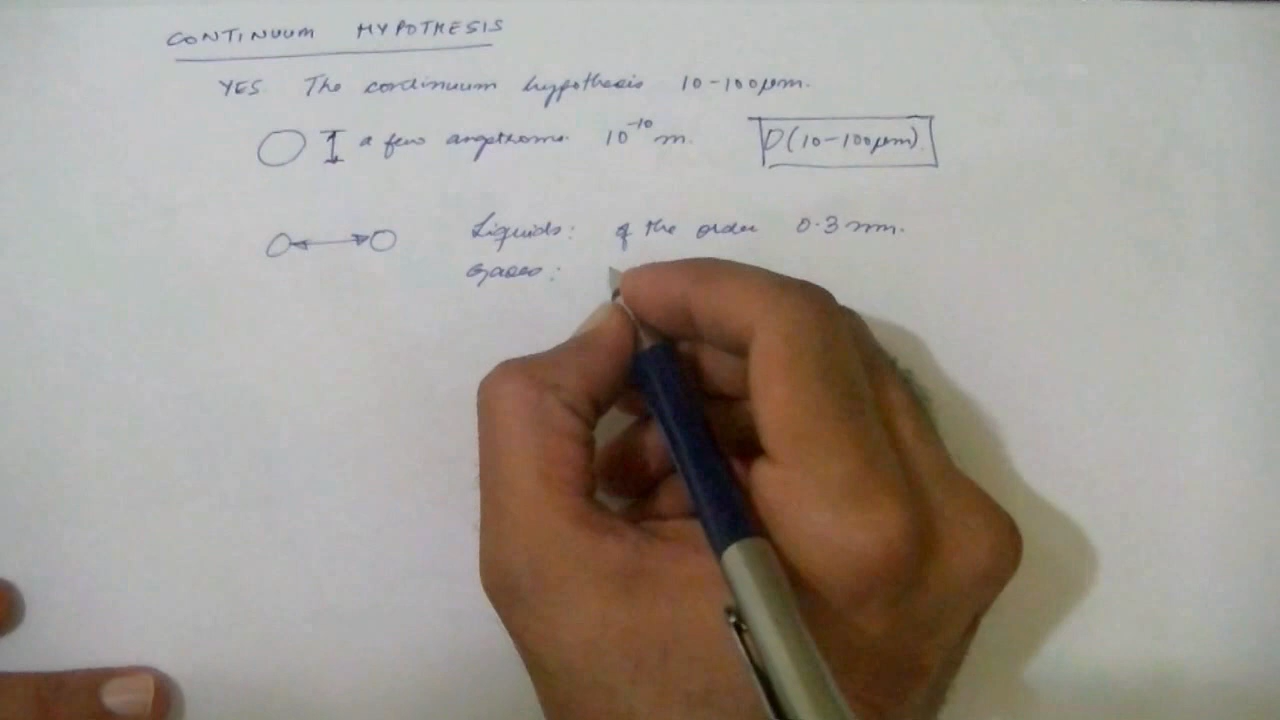 CONTINUUM HYPOTHESIS
YES The continuum hypothesis 10-100μm.
a few angstroms. 10^-10 m. O(10-100μm)
Liquids: of the order 0.3 nm.
Gases: